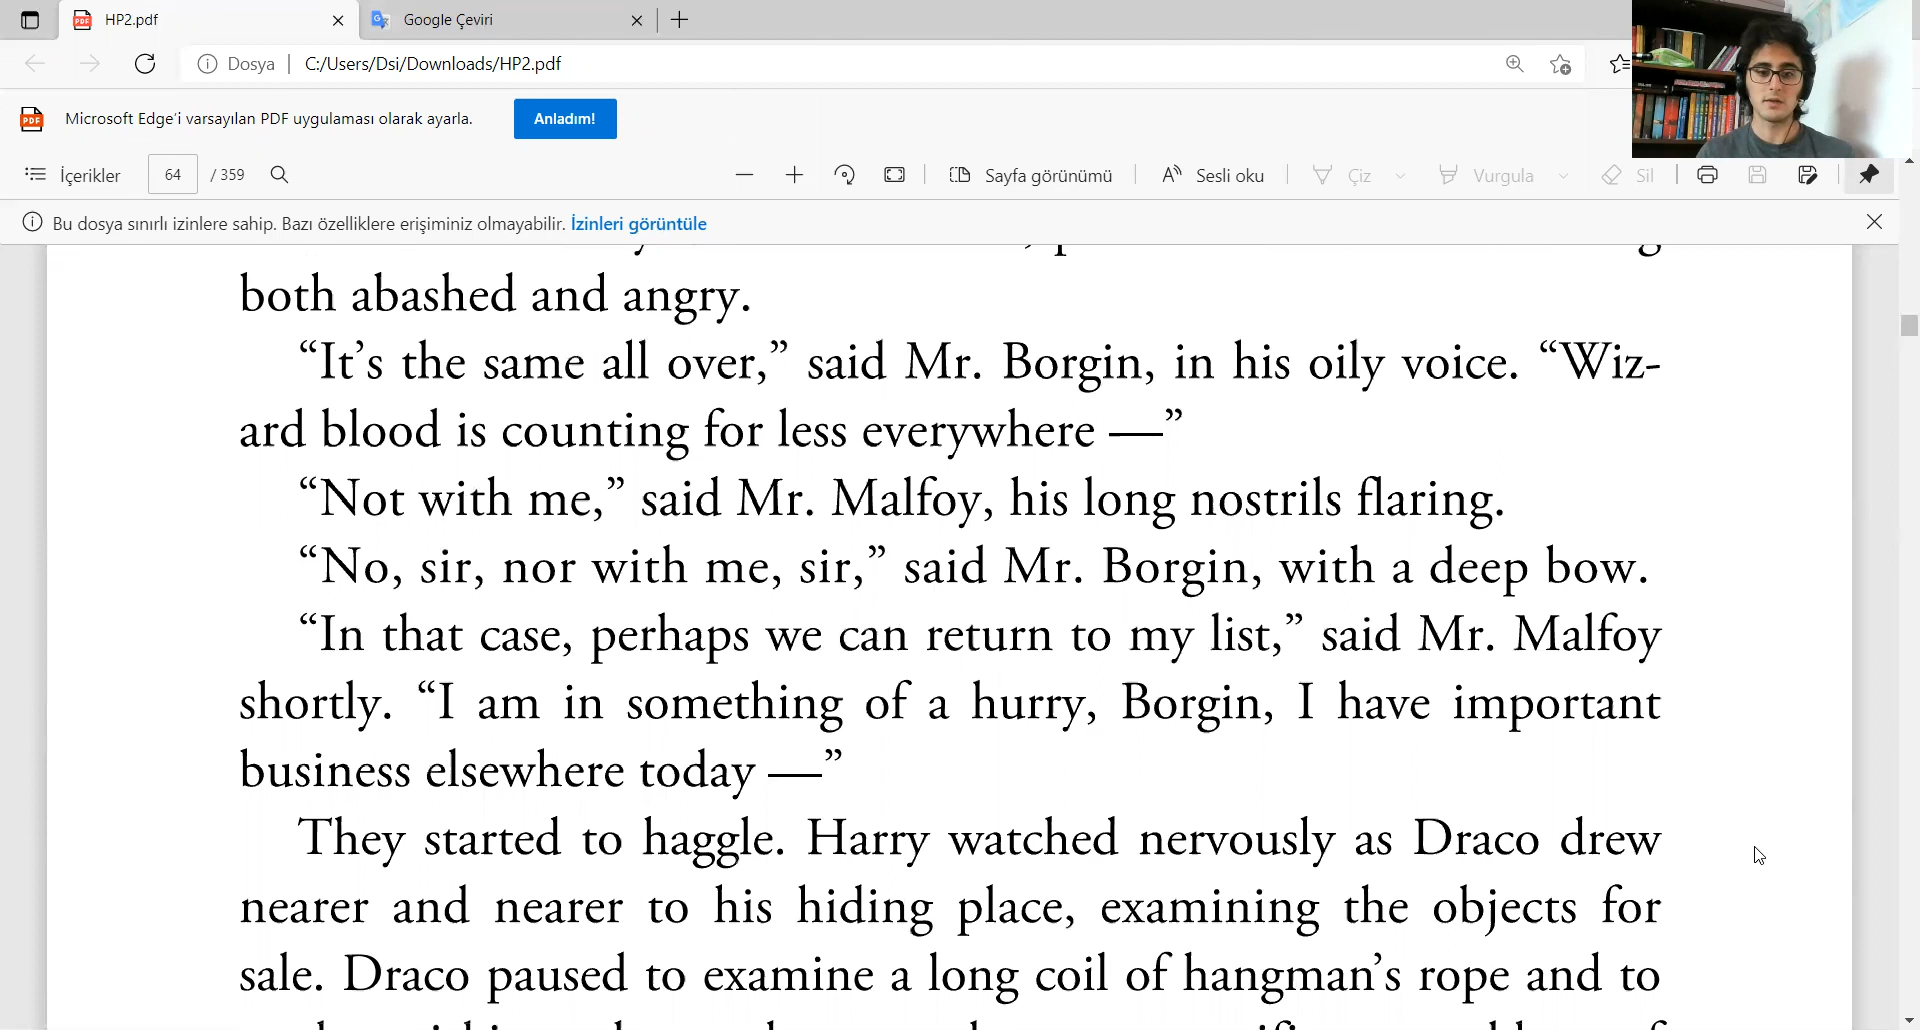 HP2.pdf
Google Çeviri
Dosya
C:/Users/Dsi/Downloads/HP2.pdf
PDF
Microsoft Edge'i varsayılan PDF uygulaması olarak ayarla.
Anladım!
İçerikler
64
/ 359
Sayfa görünümü
Sesli oku
Çiz
Vurgula
Sil
Bu dosya sınırlı izinlere sahip. Bazı özelliklere erişiminiz olmayabilir. İzinleri görüntüle
both abashed and angry.
“It’s the same all over,” said Mr. Borgin, in his oily voice. “Wiz-
ard blood is counting for less everywhere —”
“Not with me,” said Mr. Malfoy, his long nostrils flaring.
“No, sir, nor with me, sir,” said Mr. Borgin, with a deep bow.
“In that case, perhaps we can return to my list,” said Mr. Malfoy
shortly. “I am in something of a hurry, Borgin, I have important
business elsewhere today —”
They started to haggle. Harry watched nervously as Draco drew
nearer and nearer to his hiding place, examining the objects for
sale. Draco paused to examine a long coil of hangman’s rope and to